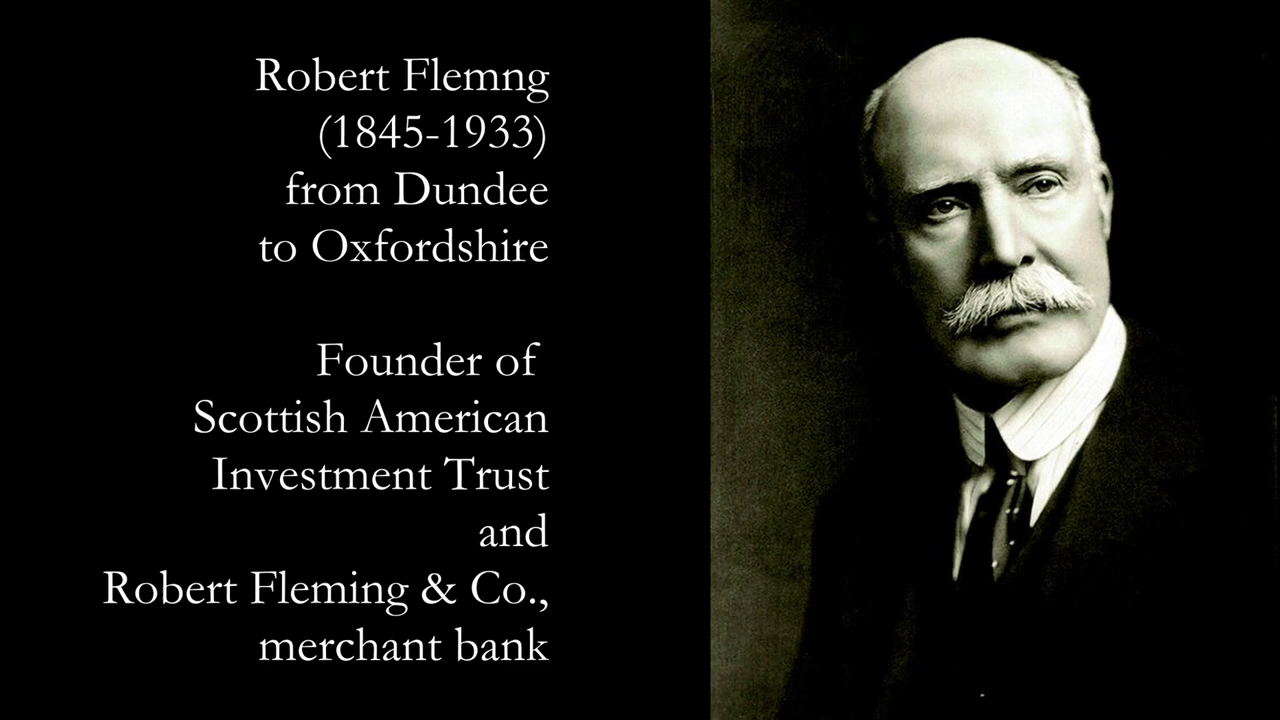 Robert Flemng
(1845-1933)
from Dundee
to Oxfordshire
Founder of
Scottish American
Investment Trust
and
Robert Fleming & Co.,
merchant bank